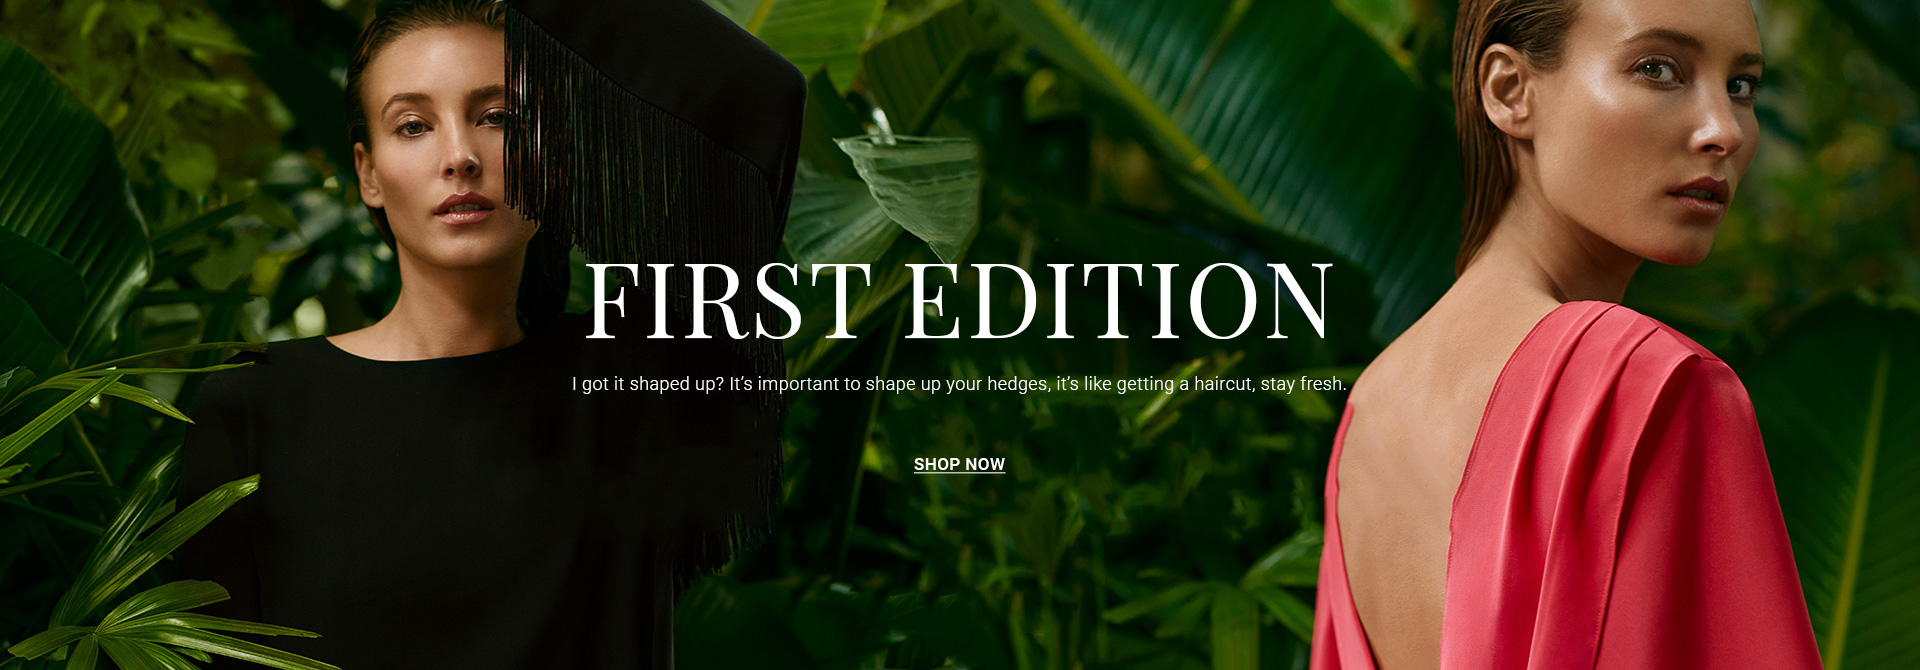 FIRST EDITION
I got it shaped up? It’s important to shape up your hedges, it’s like getting a haircut, stay fresh.
SHOP NOW